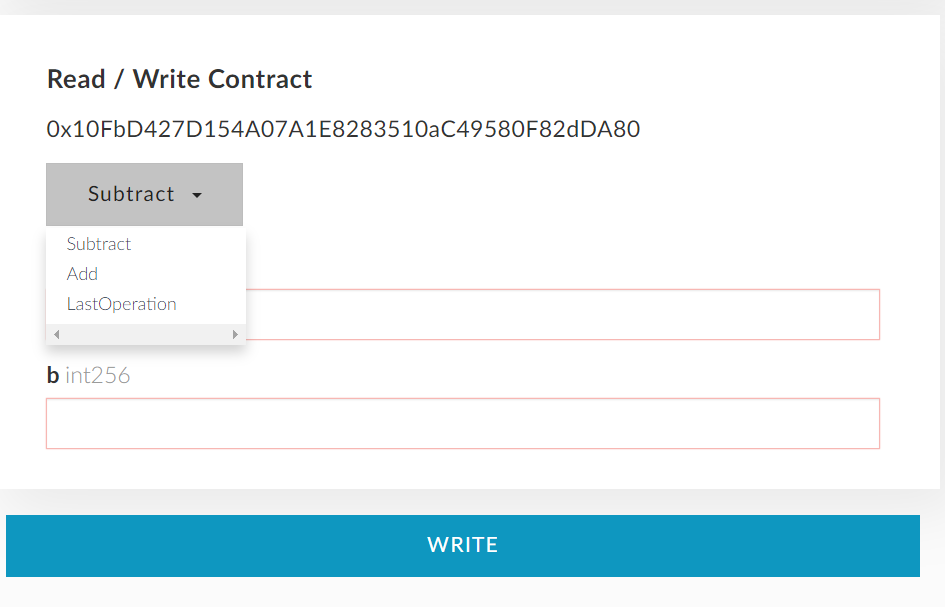 Read / Write Contract
0x10FbD427D154A07A1E8283510aC49580F82dDA80
Subtract
Subtract
Add
LastOperation
b int256
WRITE